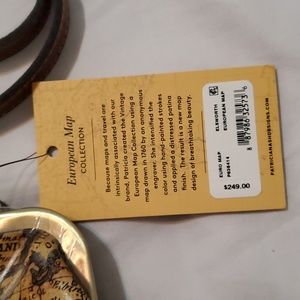 European Map
COLLECTION
Because maps and travel are
intrinsically associated with our
brand, Patricia created the Vintage
European Map Collection using a
map drawn in 1760 by an anonymous
engraver. She intensified the
color using hand-painted strokes
and applied a distressed patina
finish. The result is a new map
design of breathtaking beauty.
ELSWORTH
EUROPEAN MAP
EURO MAP
$249.00
PATRICIANASHDESIGNS.COM